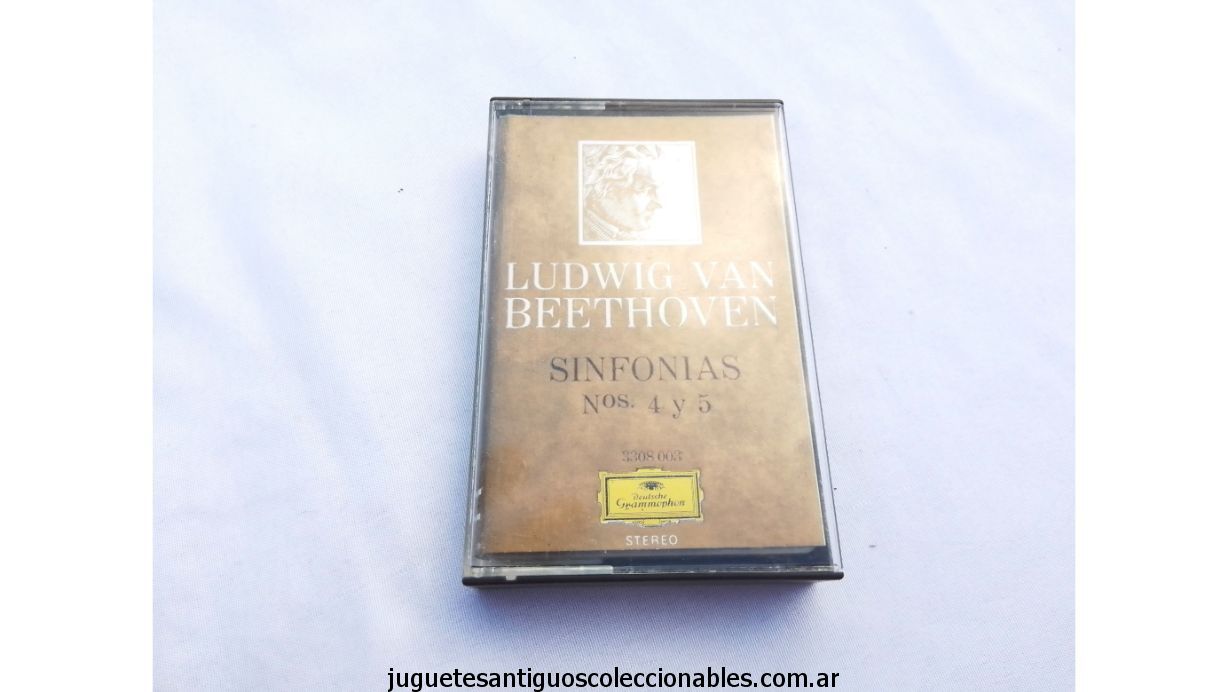 LUDWIG VAN
BEETHOVEN
SINFONIAS
Nos. 4 y 5
3308 003
Deutsche
Grammophon
STEREO
juguetesantiguoscoleccionables.com.ar